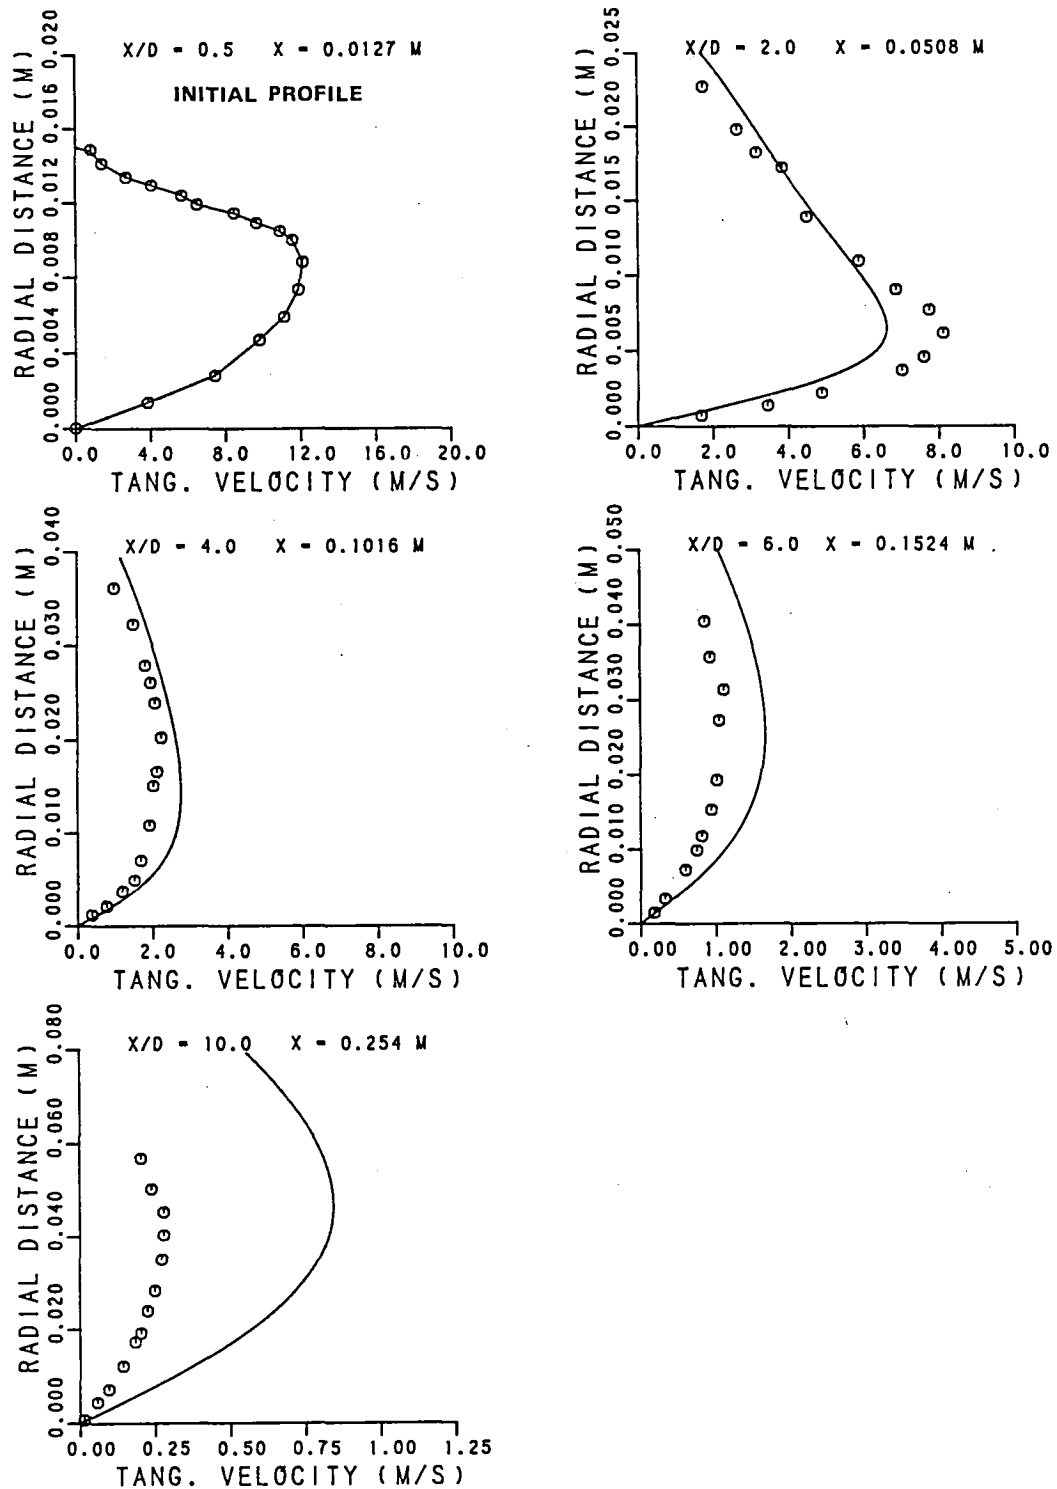 X/D = 0.5 X = 0.0127 M
INITIAL PROFILE
RADIAL DISTANCE (M)
0.020
0.016
0.012
0.008
0.004
0.000
0.0 4.0 8.0 12.0 16.0 20.0
TANG. VELOCITY (M/S)
X/D = 2.0 X = 0.0508 M
RADIAL DISTANCE (M)
0.025
0.020
0.015
0.010
0.005
0.000
0.0 2.0 4.0 6.0 8.0 10.0
TANG. VELOCITY (M/S)
X/D = 4.0 X = 0.1016 M
RADIAL DISTANCE (M)
0.040
0.030
0.020
0.010
0.000
0.0 2.0 4.0 6.0 8.0 10.0
TANG. VELOCITY (M/S)
X/D = 6.0 X = 0.1524 M
RADIAL DISTANCE (M)
0.050
0.040
0.030
0.020
0.010
0.000
0.00 1.00 2.00 3.00 4.00 5.00
TANG. VELOCITY (M/S)
X/D = 10.0 X = 0.254 M
RADIAL DISTANCE (M)
0.080
0.060
0.040
0.020
0.000
0.00 0.25 0.50 0.75 1.00 1.25
TANG. VELOCITY (M/S)